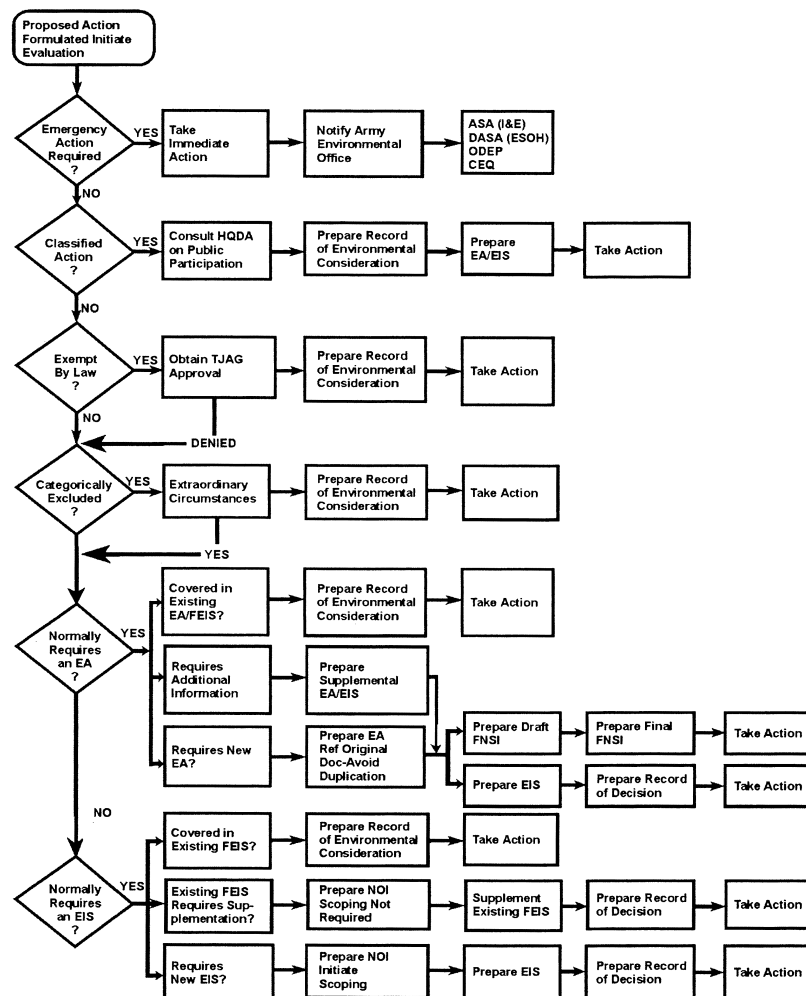 Proposed Action
Formulated Initiate
Evaluation
Emergency
Action
Required
?
YES
Take
Immediate
Action
Notify Army
Environmental
Office
ASA (I&E)
DASA (ESOH)
ODEP
CEQ
NO
Classified
Action
?
YES
Consult HQDA
on Public
Participation
Prepare Record
of Environmental
Consideration
Prepare
EA/EIS
Take Action
NO
Exempt
By Law
?
YES
Obtain TJAG
Approval
Prepare Record
of Environmental
Consideration
Take Action
NO
DENIED
Categorically
Excluded
?
YES
Extraordinary
Circumstances
Prepare Record
of Environmental
Consideration
Take Action
YES
Normally
Requires
an EA
?
YES
Covered in
Existing
EA/FEIS?
Prepare Record
of Environmental
Consideration
Take Action
Requires
Additional
Information
Prepare
Supplemental
EA/EIS
Requires New
EA?
Prepare EA
Ref Original
Doc-Avoid
Duplication
Prepare Draft
FNSI
Prepare Final
FNSI
Take Action
Prepare EIS
Prepare Record
of Decision
Take Action
NO
Normally
Requires
an EIS
?
YES
Covered in
Existing FEIS?
Prepare Record
of Environmental
Consideration
Take Action
Existing FEIS
Requires Sup-
plementation?
Prepare NOI
Scoping Not
Required
Supplement
Existing FEIS
Prepare Record
of Decision
Take Action
Requires
New EIS?
Prepare NOI
Initiate
Scoping
Prepare EIS
Prepare Record
of Decision
Take Action